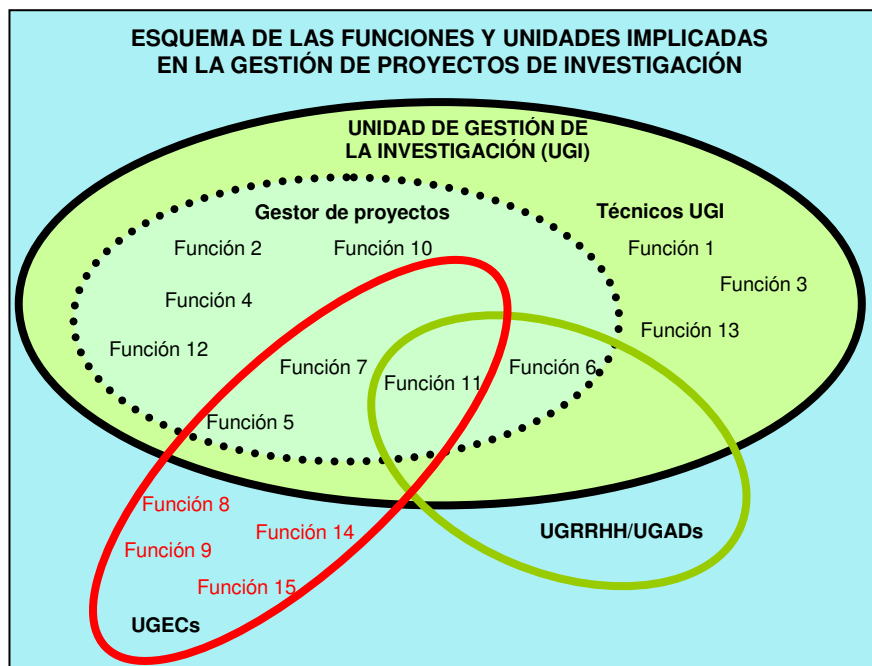 ESQUEMA DE LAS FUNCIONES Y UNIDADES IMPLICADAS
EN LA GESTIÓN DE PROYECTOS DE INVESTIGACIÓN
UNIDAD DE GESTIÓN DE
LA INVESTIGACIÓN (UGI)
Gestor de proyectos
Técnicos UGI
Función 2
Función 10
Función 1
Función 4
Función 3
Función 12
Función 13
Función 7
Función 11
Función 6
Función 5
Función 8
Función 9
Función 14
Función 15
UGRRHH/UGADs
UGECs